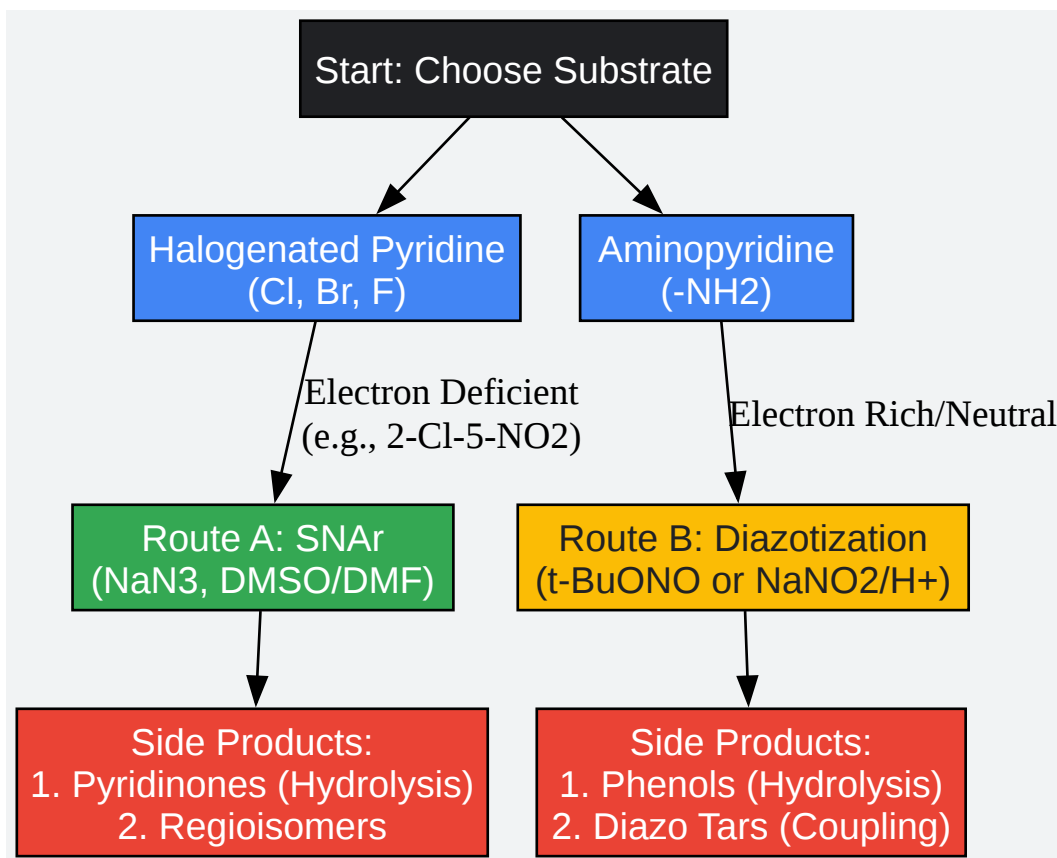 Start: Choose Substrate
Halogenated Pyridine
(Cl, Br, F)
Aminopyridine
(-NH2)
Electron Deficient
(e.g., 2-Cl-5-NO2)
Electron Rich/Neutral
Route A: SNAr
(NaN3, DMSO/DMF)
Route B: Diazotization
(t-BuONO or NaNO2/H+)
Side Products:
1. Pyridinones (Hydrolysis)
2. Regioisomers
Side Products:
1. Phenols (Hydrolysis)
2. Diazo Tars (Coupling)